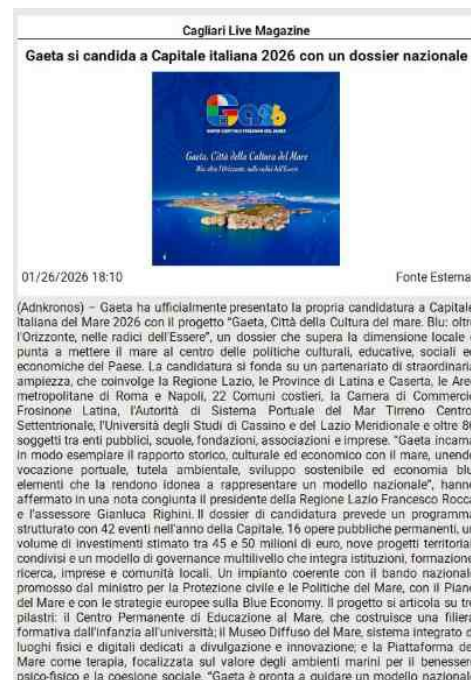 Cagliari Live Magazine
Gaeta si candida a Capitale italiana 2026 con un dossier nazionale
GAETA CAPITALE ITALIANA DEL MARE
Gaeta, Città della Cultura del Mare
Blu: oltre l'Orizzonte, nelle radici dell'Essere
01/26/2026 18:10
Fonte Esterna
(Adnkronos) – Gaeta ha ufficialmente presentato la propria candidatura a Capitale
Italiana del Mare 2026 con il progetto "Gaeta, Città della Cultura del mare. Blu: oltre
l'Orizzonte, nelle radici dell'Essere", un dossier che supera la dimensione locale e
punta a mettere il mare al centro delle politiche culturali, educative, sociali ed
economiche del Paese. La candidatura si fonda su un partenariato di straordinaria
ampiezza, che coinvolge la Regione Lazio, le Province di Latina e Caserta, le Aree
metropolitane di Roma e Napoli, 22 Comuni costieri, la Camera di Commercio
Frosinone Latina, l'Autorità di Sistema Portuale del Mar Tirreno Centro
Settentrionale, l'Università degli Studi di Cassino e del Lazio Meridionale e oltre 80
soggetti tra enti pubblici, scuole, fondazioni, associazioni e imprese. "Gaeta incarna
in modo esemplare il rapporto storico, culturale ed economico con il mare, unendo
vocazione portuale, tutela ambientale, sviluppo sostenibile ed economia blu,
elementi che la rendono idonea a rappresentare un modello nazionale", hanno
affermato in una nota congiunta il presidente della Regione Lazio Francesco Rocca
e l'assessore Gianluca Righini. Il dossier di candidatura prevede un programma
strutturato con 42 eventi nell'anno della Capitale, 16 opere pubbliche permanenti, un
volume di investimenti stimato tra 45 e 50 milioni di euro, nove progetti territoriali
condivisi e un modello di governance multilivello che integra istituzioni, formazione,
ricerca, imprese e comunità locali. Un impianto coerente con il bando nazionale
promosso dal ministro per la Protezione civile e le Politiche del Mare, con il Piano
del Mare e con le strategie europee sulla Blue Economy. Il progetto si articola su tre
pilastri: il Centro Permanente di Educazione al Mare, che costruisce una filiera
formativa dall'infanzia all'università; il Museo Diffuso del Mare, sistema integrato di
luoghi fisici e digitali dedicati a divulgazione e innovazione; e la Piattaforma del
Mare come terapia, focalizzata sul valore degli ambienti marini per il benessere
psico-fisico e la coesione sociale. "Gaeta è pronta a guidare un modello nazionale